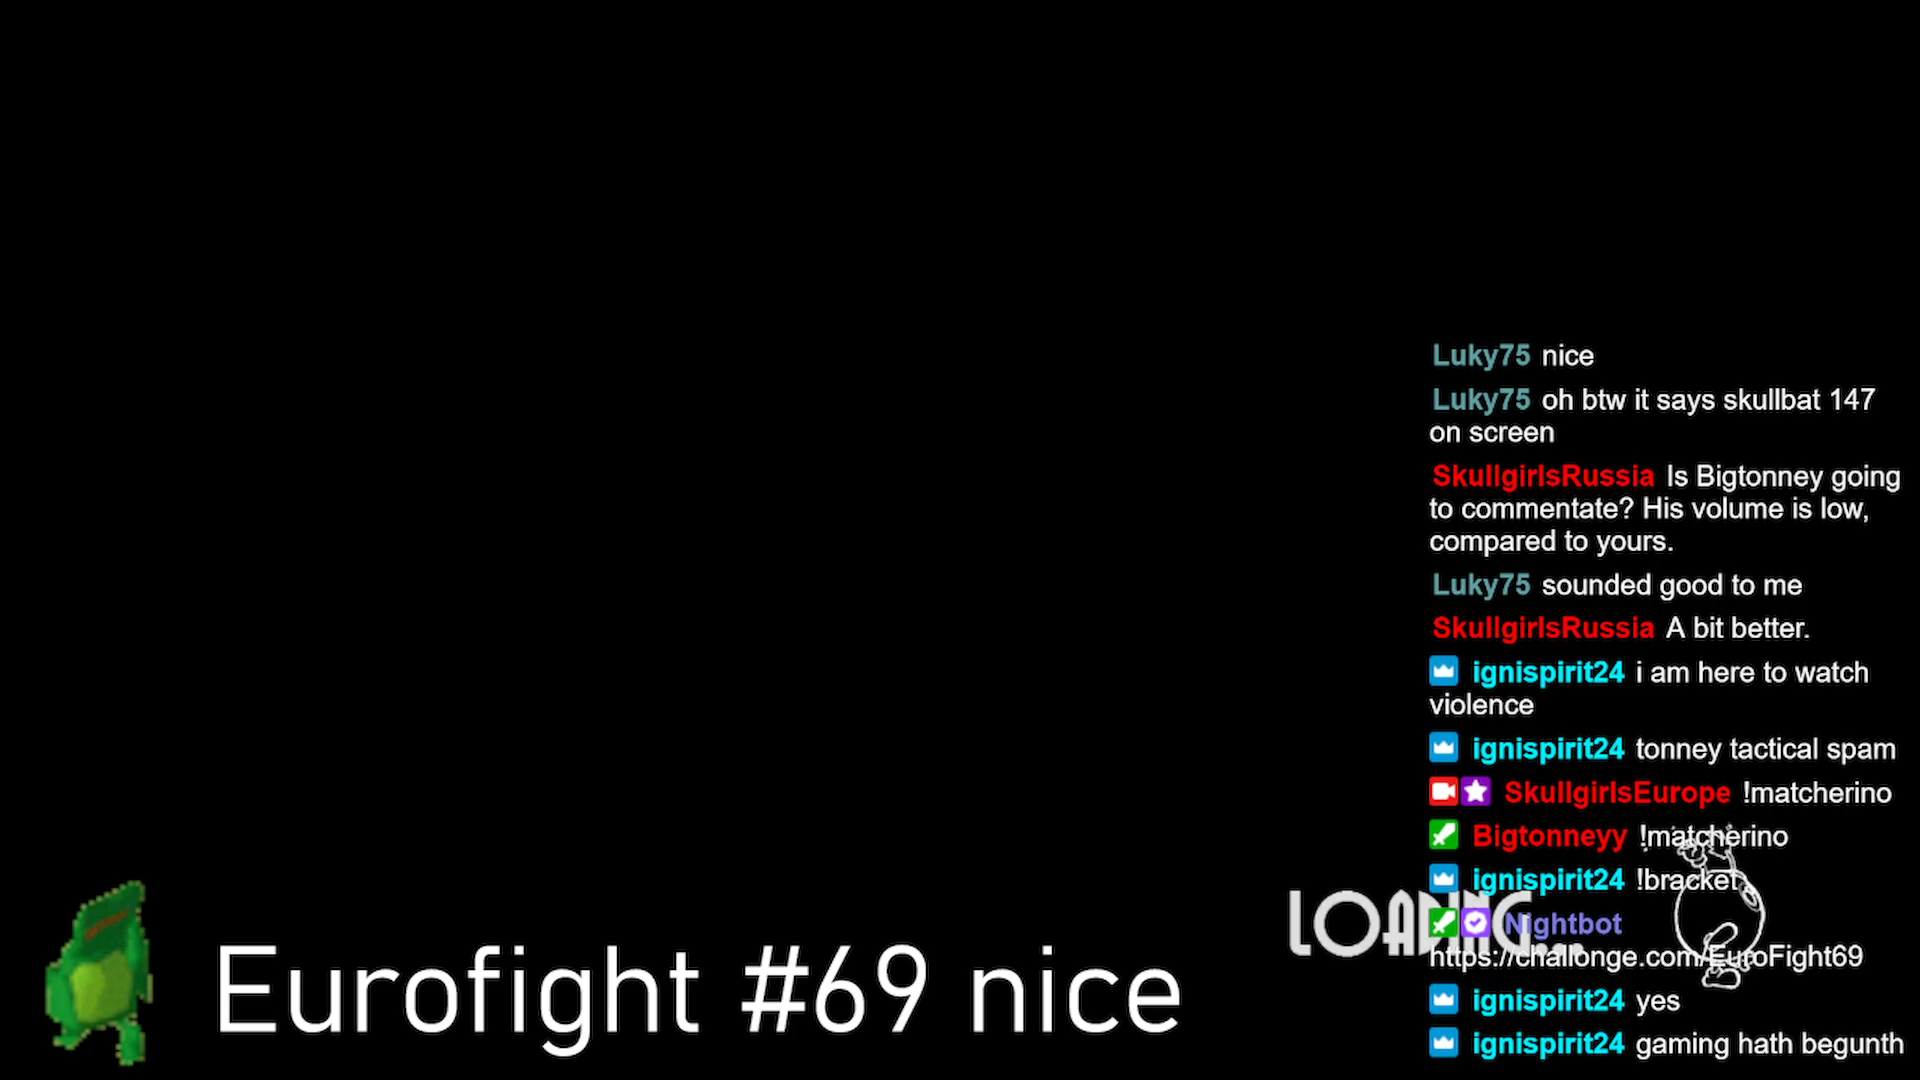 Luky75 nice
Luky75 oh btw it says skullbat 147
on screen
SkullgirlsRussia Is Bigtonney going
to commentate? His volume is low,
compared to yours.
Luky75 sounded good to me
SkullgirlsRussia A bit better.
ignispirit24 i am here to watch
violence
ignispirit24 tonney tactical spam
SkullgirlsEurope !matcherino
Bigtonneyy !matcherino
ignispirit24 !bracket
Nightbot
https://challonge.com/EuroFight69
ignispirit24 yes
ignispirit24 gaming hath begunth
LOADING...
Eurofight #69 nice